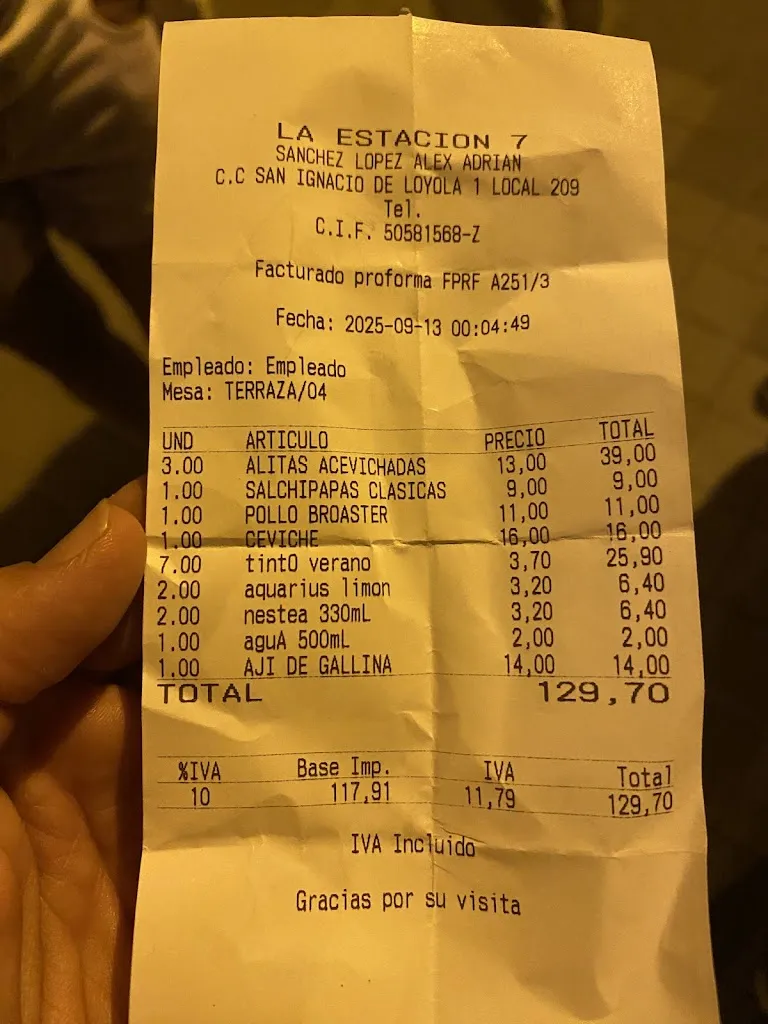 LA ESTACION 7
SANCHEZ LOPEZ ALEX ADRIAN
C.C SAN IGNACIO DE LOYOLA 1 LOCAL 209
Tel.
C.I.F. 50581568-Z
Facturado proforma FPRF A251/3
Fecha: 2025-09-13 00:04:49
Empleado: Empleado
Mesa: TERRAZA/04
UND ARTICULO PRECIO TOTAL
3.00 ALITAS ACEVICHADAS 13,00 39,00
1.00 SALCHIPAPAS CLASICAS 9,00 9,00
1.00 POLLO BROASTER 11,00 11,00
1.00 CEVICHE 16,00 16,00
7.00 tintO verano 3,70 25,90
2.00 aquarius limon 3,20 6,40
2.00 nestea 330mL 3,20 6,40
1.00 aguA 500mL 2,00 2,00
1.00 AJI DE GALLINA 14,00 14,00
TOTAL 129,70
%IVA Base Imp. IVA Total
10 117,91 11,79 129,70
IVA Incluido
Gracias por su visita